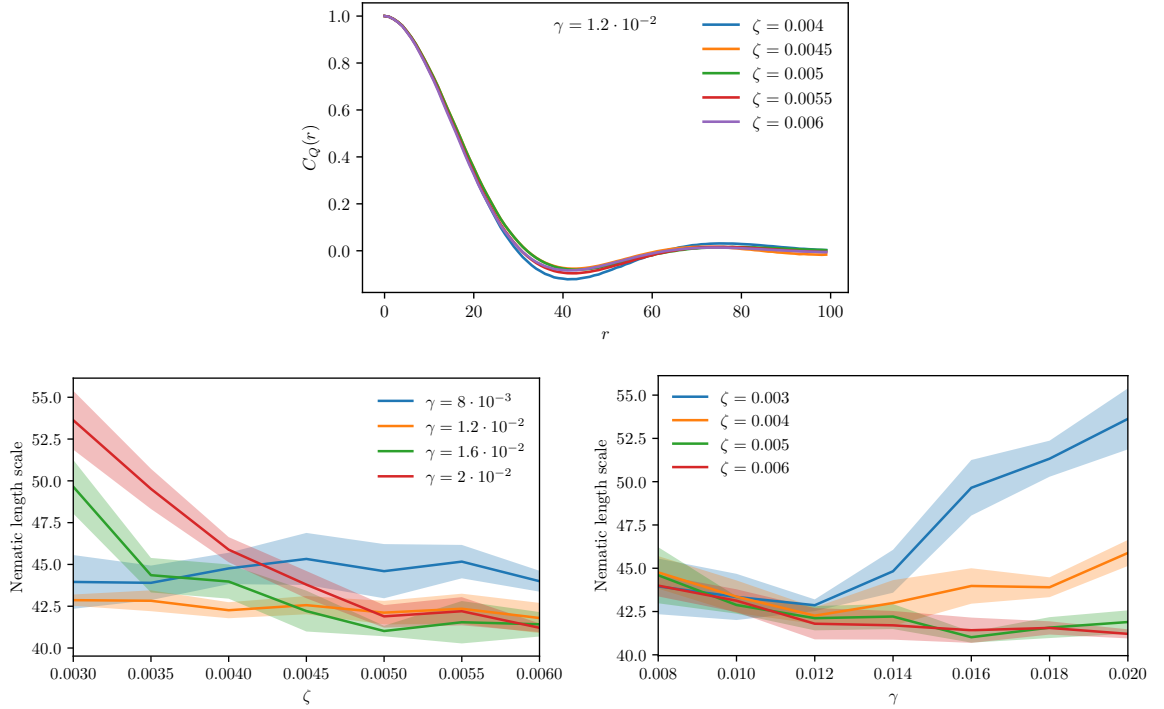 γ = 1.2 · 10⁻²
ζ = 0.004
ζ = 0.0045
ζ = 0.005
ζ = 0.0055
ζ = 0.006
C_Q(r)
1.0
0.8
0.6
0.4
0.2
0.0
0 20 40 60 80 100
r
Nematic length scale
55.0
52.5
50.0
47.5
45.0
42.5
40.0
γ = 8 · 10⁻³
γ = 1.2 · 10⁻²
γ = 1.6 · 10⁻²
γ = 2 · 10⁻²
0.0030 0.0035 0.0040 0.0045 0.0050 0.0055 0.0060
ζ
Nematic length scale
55.0
52.5
50.0
47.5
45.0
42.5
40.0
ζ = 0.003
ζ = 0.004
ζ = 0.005
ζ = 0.006
0.008 0.010 0.012 0.014 0.016 0.018 0.020
γ